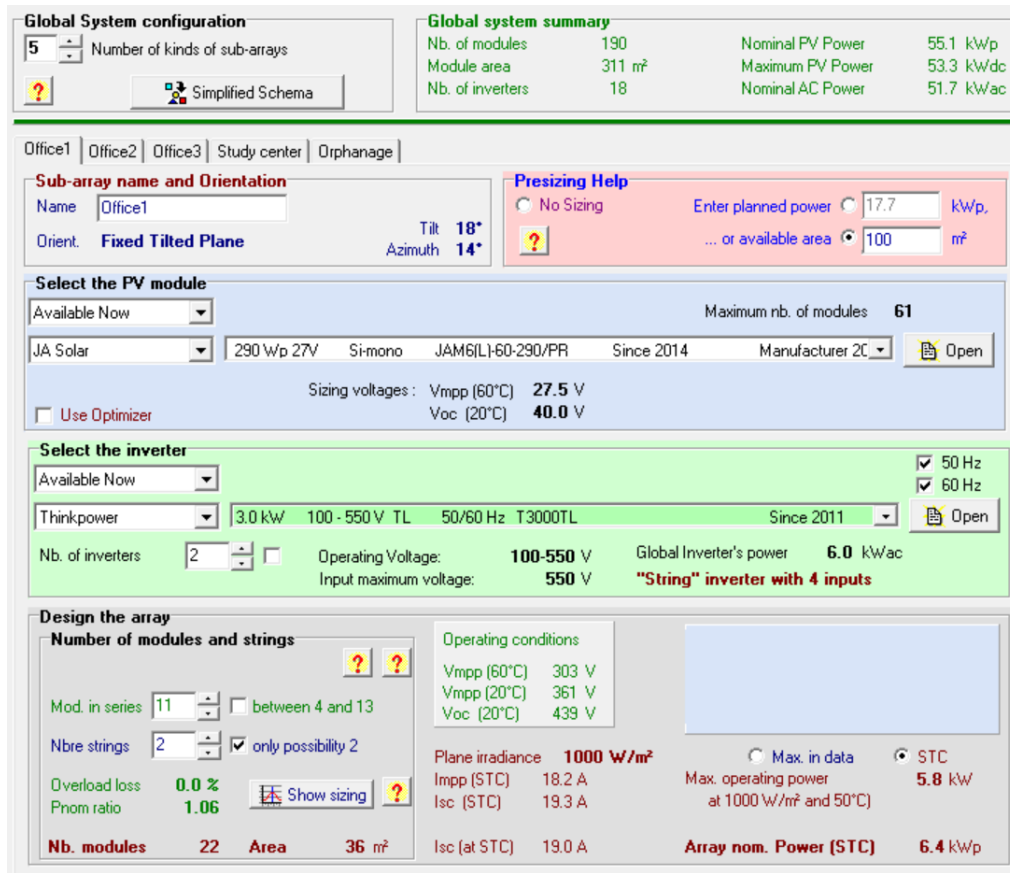 Global System configuration
5 Number of kinds of sub-arrays
? Simplified Schema
Global system summary
Nb. of modules 190 Nominal PV Power 55.1 kWp
Module area 311 m² Maximum PV Power 53.3 kWdc
Nb. of inverters 18 Nominal AC Power 51.7 kWac
Office1 Office2 Office3 Study center Orphanage
Sub-array name and Orientation
Name Office1
Orient. Fixed Tilted Plane
Tilt 18°
Azimuth 14°
Presizing Help
No Sizing Enter planned power 17.7 kWp,
? ... or available area 100 m²
Select the PV module
Available Now Maximum nb. of modules 61
JA Solar 290 Wp 27V Si-mono JAM6(L)-60-290/PR Since 2014 Manufacturer 20 Open
Sizing voltages : Vmpp (60°C) 27.5 V
Use Optimizer Voc (20°C) 40.0 V
Select the inverter
Available Now 50 Hz
60 Hz
Thinkpower 3.0 kW 100 - 550 V TL 50/60 Hz T3000TL Since 2011 Open
Nb. of inverters 2 Operating Voltage: 100-550 V Global Inverter's power 6.0 kWac
Input maximum voltage: 550 V "String" inverter with 4 inputs
Design the array
Number of modules and strings
? ?
Mod. in series 11 between 4 and 13
Nbre strings 2 only possibility 2
Overload loss 0.0 %
Pnom ratio 1.06
Show sizing ?
Nb. modules 22 Area 36 m²
Operating conditions
Vmpp (60°C) 303 V
Vmpp (20°C) 361 V
Voc (20°C) 439 V
Plane irradiance 1000 W/m²
Impp (STC) 18.2 A
Isc (STC) 19.3 A
Isc (at STC) 19.0 A
Max. in data STC
Max. operating power 5.8 kW
at 1000 W/m² and 50°C)
Array nom. Power (STC) 6.4 kWp